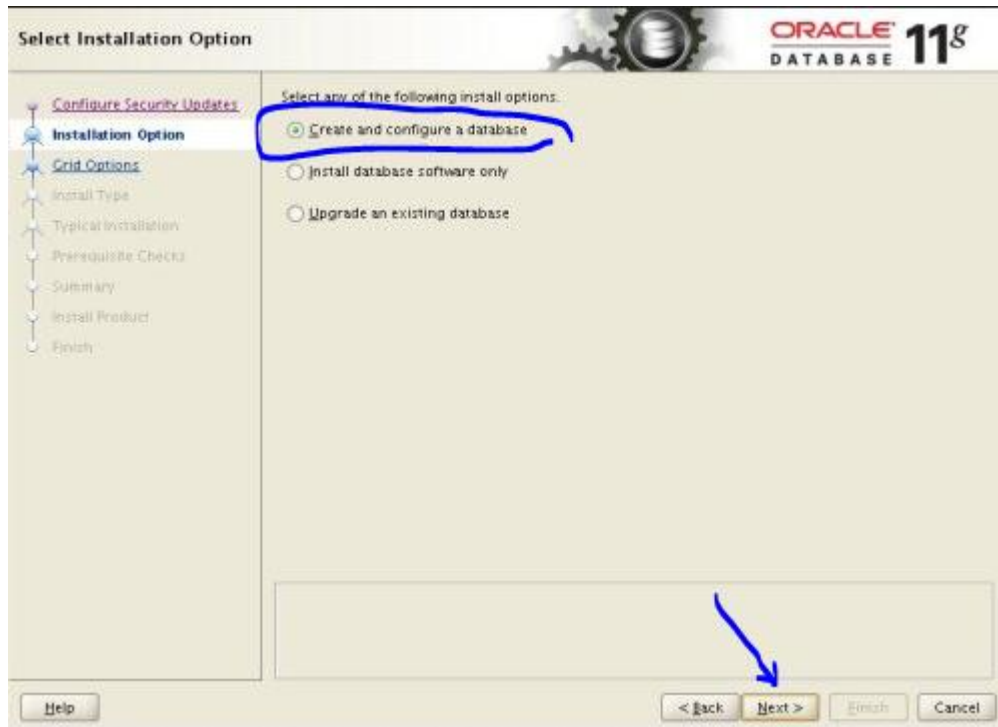 Select Installation Option
ORACLE
DATABASE
11g
Configure Security Updates
Installation Option
Grid Options
Install Type
Typical Installation
Prerequisite Checks
Summary
Install Product
Finish
Select any of the following install options.
Create and configure a database
Install database software only
Upgrade an existing database
Help
< Back
Next >
Finish
Cancel